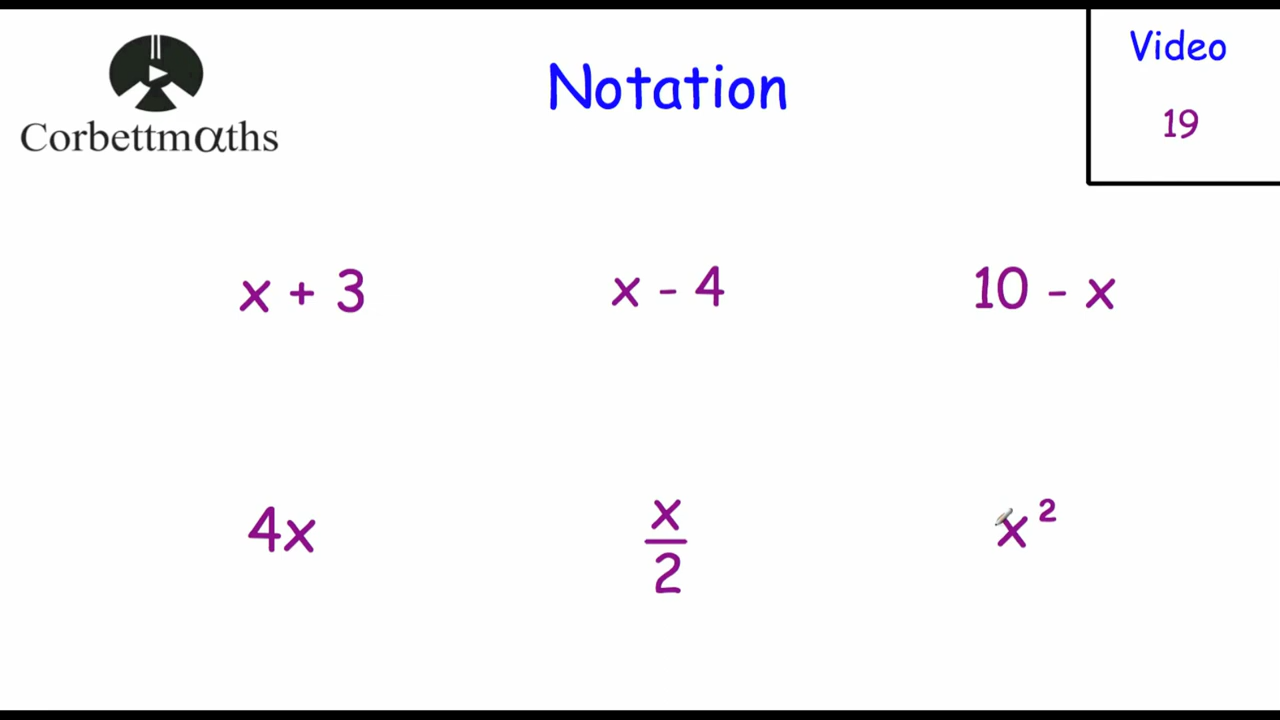 Corbettmαths
Notation
Video
19
x + 3
x - 4
10 - x
4x
x
2
x²